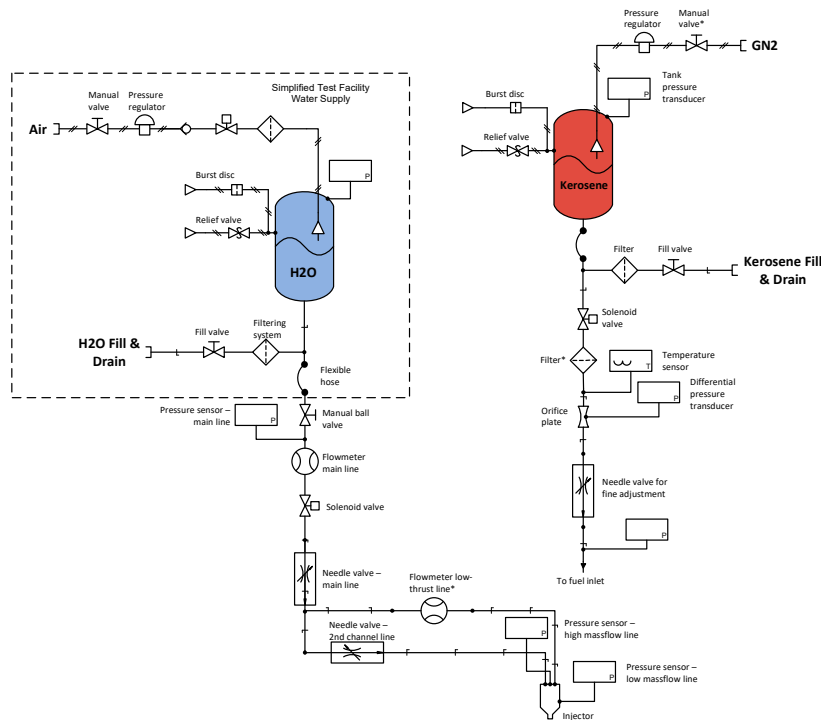 Pressure
regulator
Manual
valve*
GN2
Tank
pressure
transducer
P
Burst disc
Relief valve
Kerosene
Simplified Test Facility
Water Supply
Manual
valve
Pressure
regulator
Air
P
Burst disc
Relief valve
H2O
Filter
Fill valve
Kerosene Fill
& Drain
Solenoid
valve
H2O Fill &
Drain
Fill valve
Filtering
system
Filter*
T
Temperature
sensor
Flexible
hose
P
Differential
pressure
transducer
Orifice
plate
Pressure sensor –
main line
P
Manual ball
valve
Flowmeter
main line
Needle valve for
fine adjustment
Solenoid valve
P
To fuel inlet
Needle valve –
main line
Flowmeter low-
thrust line*
Needle valve –
2nd channel line
P
Pressure sensor –
high massflow line
P
Pressure sensor –
low massflow line
Injector